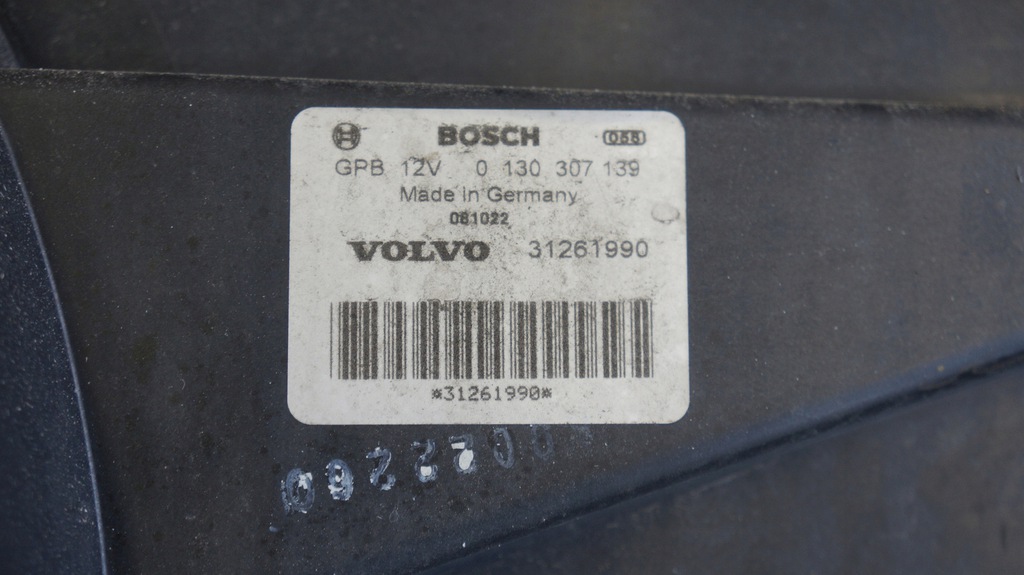 BOSCH 058
GPB 12V 0 130 307 139
Made in Germany
081022
VOLVO 31261990
*31261990*